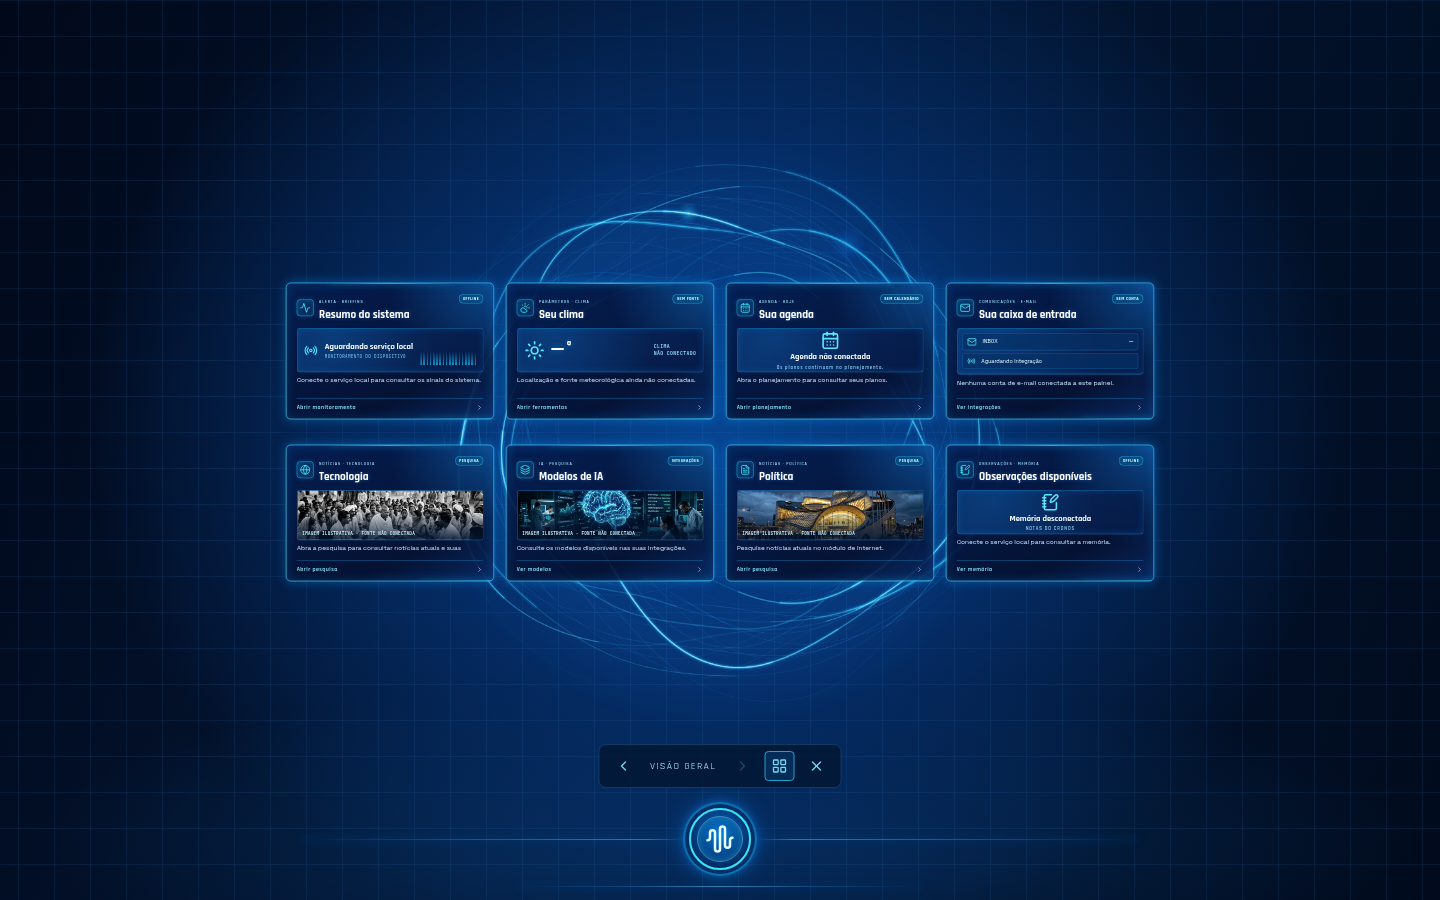 ALERTA · BRIEFING
OFFLINE
Resumo do sistema
Aguardando serviço local
MONITORAMENTO DO DISPOSITIVO
Conecte o serviço local para consultar os sinais do sistema.
Abrir monitoramento
PARÂMETROS · CLIMA
SEM FONTE
Seu clima
—°
CLIMA
NÃO CONECTADO
Localização e fonte meteorológica ainda não conectadas.
Abrir ferramentas
AGENDA · HOJE
SEM CALENDÁRIO
Sua agenda
Agenda não conectada
Os planos continuam no planejamento.
Abra o planejamento para consultar seus planos.
Abrir planejamento
COMUNICAÇÕES · E-MAIL
SEM CONTA
Sua caixa de entrada
INBOX —
Aguardando integração
Nenhuma conta de e-mail conectada a este painel.
Ver integrações
NOTÍCIAS · TECNOLOGIA
PESQUISA
Tecnologia
IMAGEM ILUSTRATIVA · FONTE NÃO CONECTADA
Abra a pesquisa para consultar notícias atuais e suas
Abrir pesquisa
IA · PESQUISA
INTEGRAÇÕES
Modelos de IA
IMAGEM ILUSTRATIVA · FONTE NÃO CONECTADA
Consulte os modelos disponíveis nas suas integrações.
Ver modelos
NOTÍCIAS · POLÍTICA
PESQUISA
Política
IMAGEM ILUSTRATIVA · FONTE NÃO CONECTADA
Pesquise notícias atuais no módulo de internet.
Abrir pesquisa
OBSERVAÇÕES · MEMÓRIA
OFFLINE
Observações disponíveis
Memória desconectada
NOTAS DO CRONOS
Conecte o serviço local para consultar a memória.
Ver memória
VISÃO GERAL